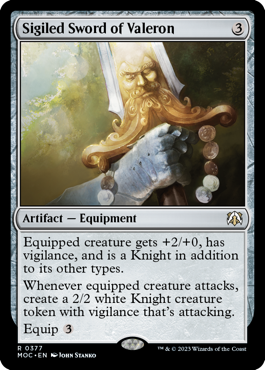 Sigiled Sword of Valeron 3
Artifact — Equipment
Equipped creature gets +2/+0, has
vigilance, and is a Knight in addition
to its other types.
Whenever equipped creature attacks,
create a 2/2 white Knight creature
token with vigilance that's attacking.
Equip 3
R 0377
MOC • EN JOHN STANKO
™ & © 2023 Wizards of the Coast